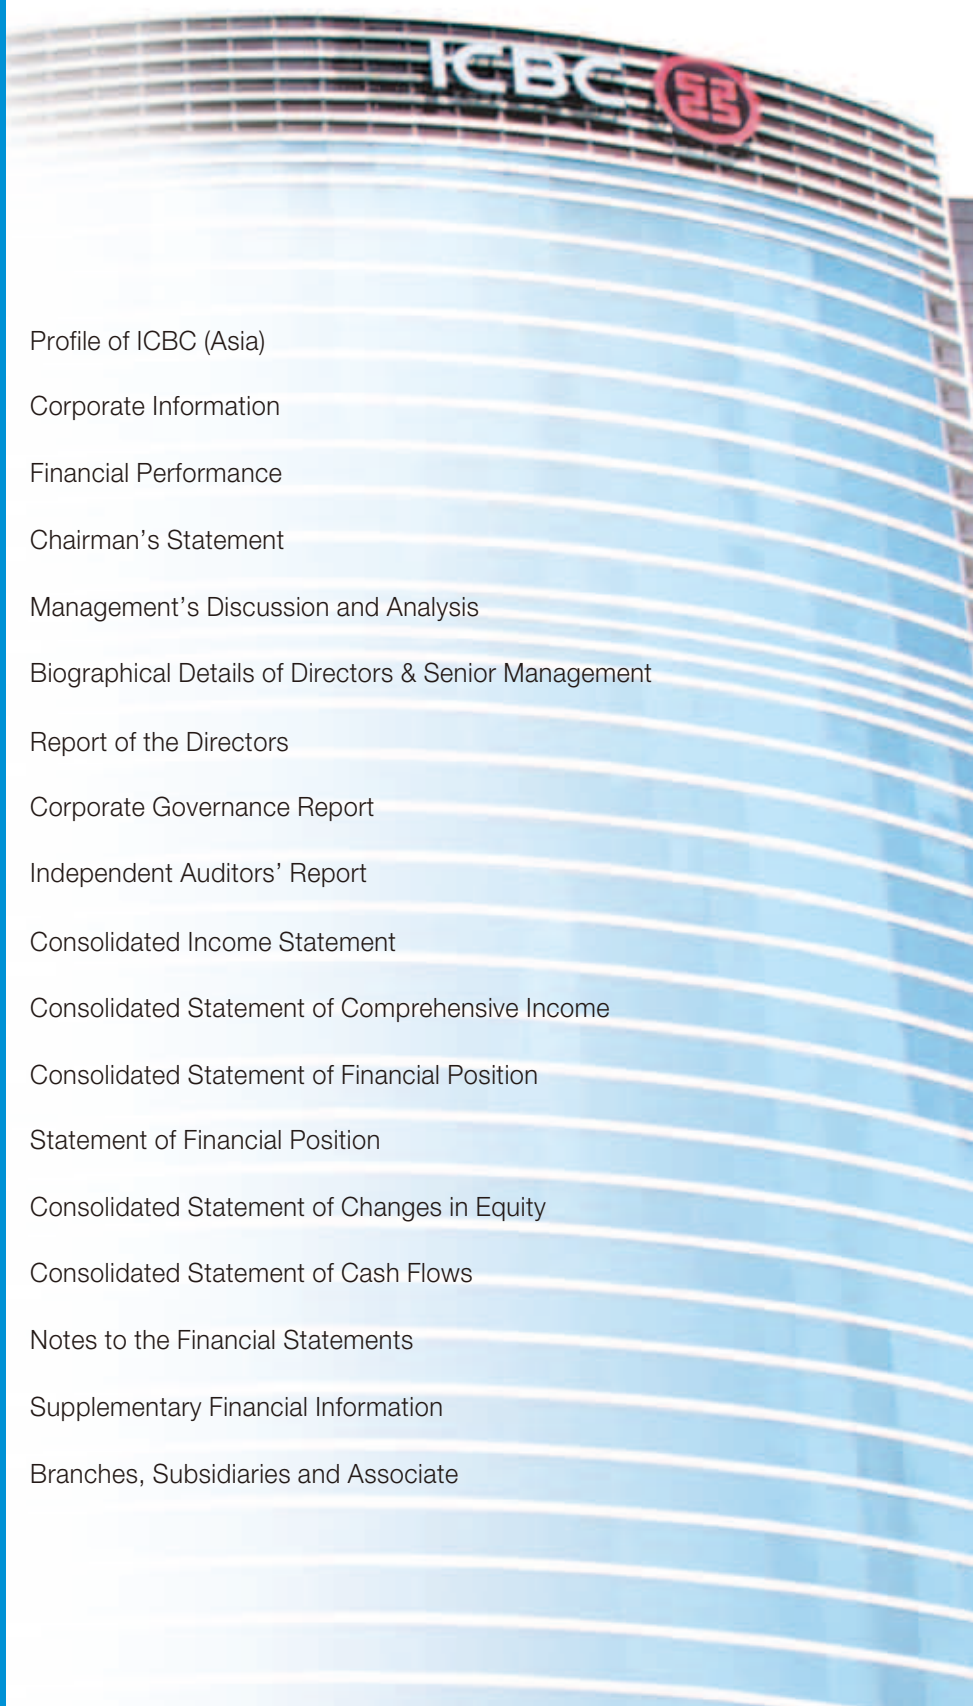 ICBC
Profile of ICBC (Asia)
Corporate Information
Financial Performance
Chairman’s Statement
Management’s Discussion and Analysis
Biographical Details of Directors & Senior Management
Report of the Directors
Corporate Governance Report
Independent Auditors’ Report
Consolidated Income Statement
Consolidated Statement of Comprehensive Income
Consolidated Statement of Financial Position
Statement of Financial Position
Consolidated Statement of Changes in Equity
Consolidated Statement of Cash Flows
Notes to the Financial Statements
Supplementary Financial Information
Branches, Subsidiaries and Associate